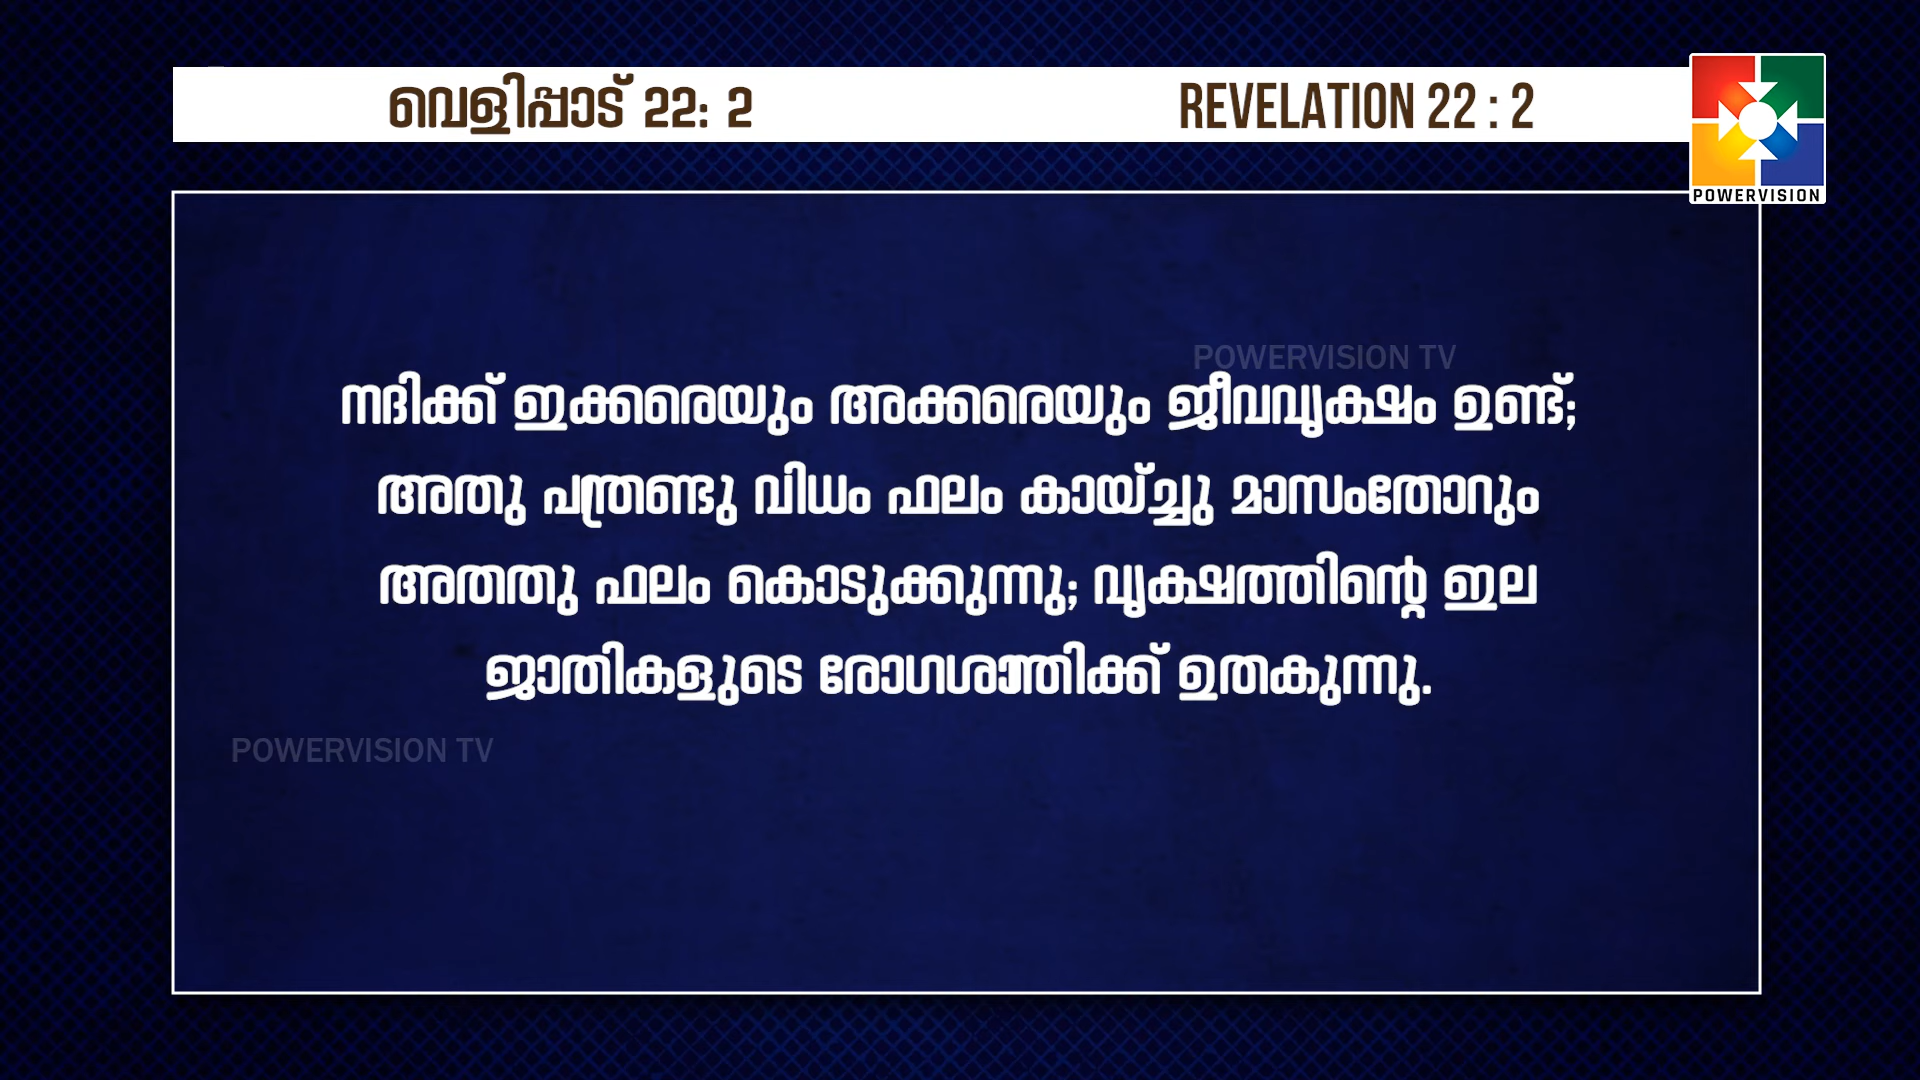 വെളിപ്പാട് 22: 2
REVELATION 22 : 2
POWERVISION
POWERVISION TV
നദിക്ക് ഇക്കരെയും അക്കരെയും ജീവവൃക്ഷം ഉണ്ട്;
അതു പന്ത്രണ്ടു വിധം ഫലം കായ്ച്ചു മാസംതോറും
അതതു ഫലം കൊടുക്കുന്നു; വൃക്ഷത്തിന്റെ ഇല
ജാതികളുടെ രോഗശാന്തിക്ക് ഉതകുന്നു.
POWERVISION TV